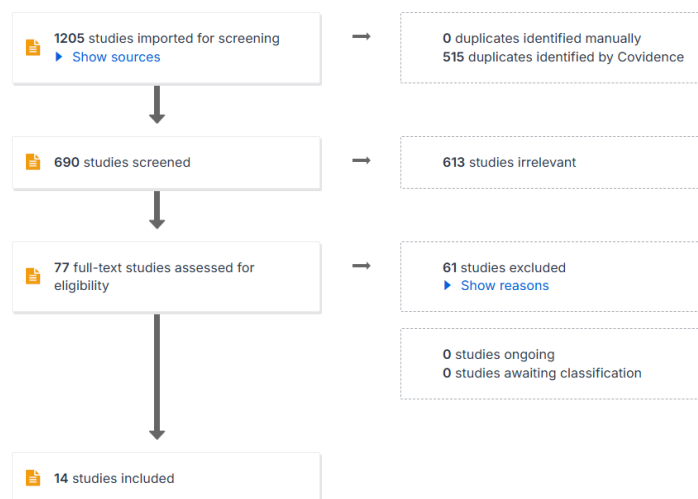 1205 studies imported for screening
Show sources
0 duplicates identified manually
515 duplicates identified by Covidence
690 studies screened
613 studies irrelevant
77 full-text studies assessed for
eligibility
61 studies excluded
Show reasons
0 studies ongoing
0 studies awaiting classification
14 studies included